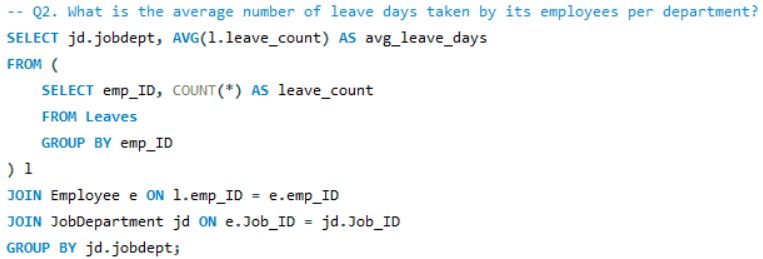 -- Q2. What is the average number of leave days taken by its employees per department?
SELECT jd.jobdept, AVG(l.leave_count) AS avg_leave_days
FROM (
    SELECT emp_ID, COUNT(*) AS leave_count
    FROM Leaves
    GROUP BY emp_ID
) l
JOIN Employee e ON l.emp_ID = e.emp_ID
JOIN JobDepartment jd ON e.Job_ID = jd.Job_ID
GROUP BY jd.jobdept;